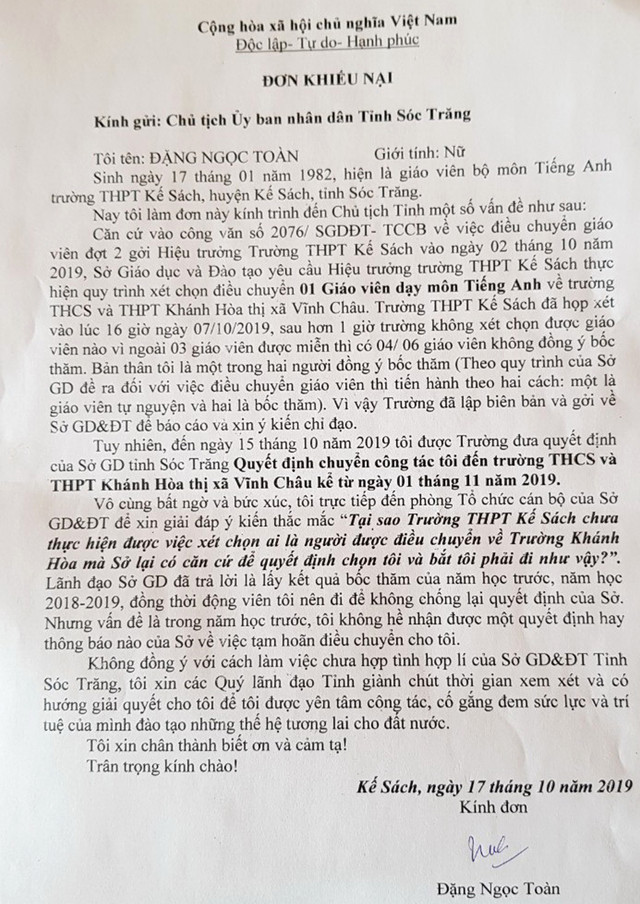 Cộng hòa xã hội chủ nghĩa Việt Nam
Độc lập- Tự do- Hạnh phúc
ĐƠN KHIẾU NẠI
Kính gửi: Chủ tịch Ủy ban nhân dân Tỉnh Sóc Trăng
Tôi tên: ĐẶNG NGỌC TOÀN Giới tính: Nữ
Sinh ngày 17 tháng 01 năm 1982, hiện là giáo viên bộ môn Tiếng Anh
trường THPT Kế Sách, huyện Kế Sách, tỉnh Sóc Trăng.
Nay tôi làm đơn này kính trình đến Chủ tịch Tỉnh một số vấn đề như sau:
Căn cứ vào công văn số 2076/ SGDĐT- TCCB về việc điều chuyển giáo
viên đợt 2 gởi Hiệu trưởng Trường THPT Kế Sách vào ngày 02 tháng 10 năm
2019, Sở Giáo dục và Đào tạo yêu cầu Hiệu trưởng trường THPT Kế Sách thực
hiện quy trình xét chọn điều chuyển 01 Giáo viên dạy môn Tiếng Anh về trường
THCS và THPT Khánh Hòa thị xã Vĩnh Châu. Trường THPT Kế Sách đã họp xét
vào lúc 16 giờ ngày 07/10/2019, sau hơn 1 giờ trường không xét chọn được giáo
viên nào vì ngoài 03 giáo viên được miễn thì có 04/ 06 giáo viên không đồng ý bốc
thăm. Bản thân tôi là một trong hai người đồng ý bốc thăm (Theo quy trình của Sở
GD đề ra đối với việc điều chuyển giáo viên thì tiến hành theo hai cách: một là
giáo viên tự nguyện và hai là bốc thăm). Vì vậy Trường đã lập biên bản và gởi về
Sở GD&ĐT để báo cáo và xin ý kiến chỉ đạo.
Tuy nhiên, đến ngày 15 tháng 10 năm 2019 tôi được Trường đưa quyết định
của Sở GD tỉnh Sóc Trăng Quyết định chuyển công tác tôi đến trường THCS và
THPT Khánh Hòa thị xã Vĩnh Châu kể từ ngày 01 tháng 11 năm 2019.
Vô cùng bất ngờ và bức xúc, tôi trực tiếp đến phòng Tổ chức cán bộ của Sở
GD&ĐT để xin giải đáp ý kiến thắc mắc “Tại sao Trường THPT Kế Sách chưa
thực hiện được việc xét chọn ai là người được điều chuyển về Trường Khánh
Hòa mà Sở lại có căn cứ để quyết định chọn tôi và bắt tôi phải đi như vậy?”.
Lãnh đạo Sở GD đã trả lời là lấy kết quả bốc thăm của năm học trước, năm học
2018-2019, đồng thời động viên tôi nên đi để không chống lại quyết định của Sở.
Nhưng vấn đề là trong năm học trước, tôi không hề nhận được một quyết định hay
thông báo nào của Sở về việc tạm hoãn điều chuyển cho tôi.
Không đồng ý với cách làm việc chưa hợp tình hợp lí của Sở GD&ĐT Tỉnh
Sóc Trăng, tôi xin các Quý lãnh đạo Tỉnh giành chút thời gian xem xét và có
hướng giải quyết cho tôi để tôi được yên tâm công tác, cố gắng đem sức lực và trí
tuệ của mình đào tạo những thế hệ tương lai cho đất nước.
Tôi xin chân thành biết ơn và cảm tạ!
Trân trọng kính chào!
Kế Sách, ngày 17 tháng 10 năm 2019
Kính đơn
Đặng Ngọc Toàn